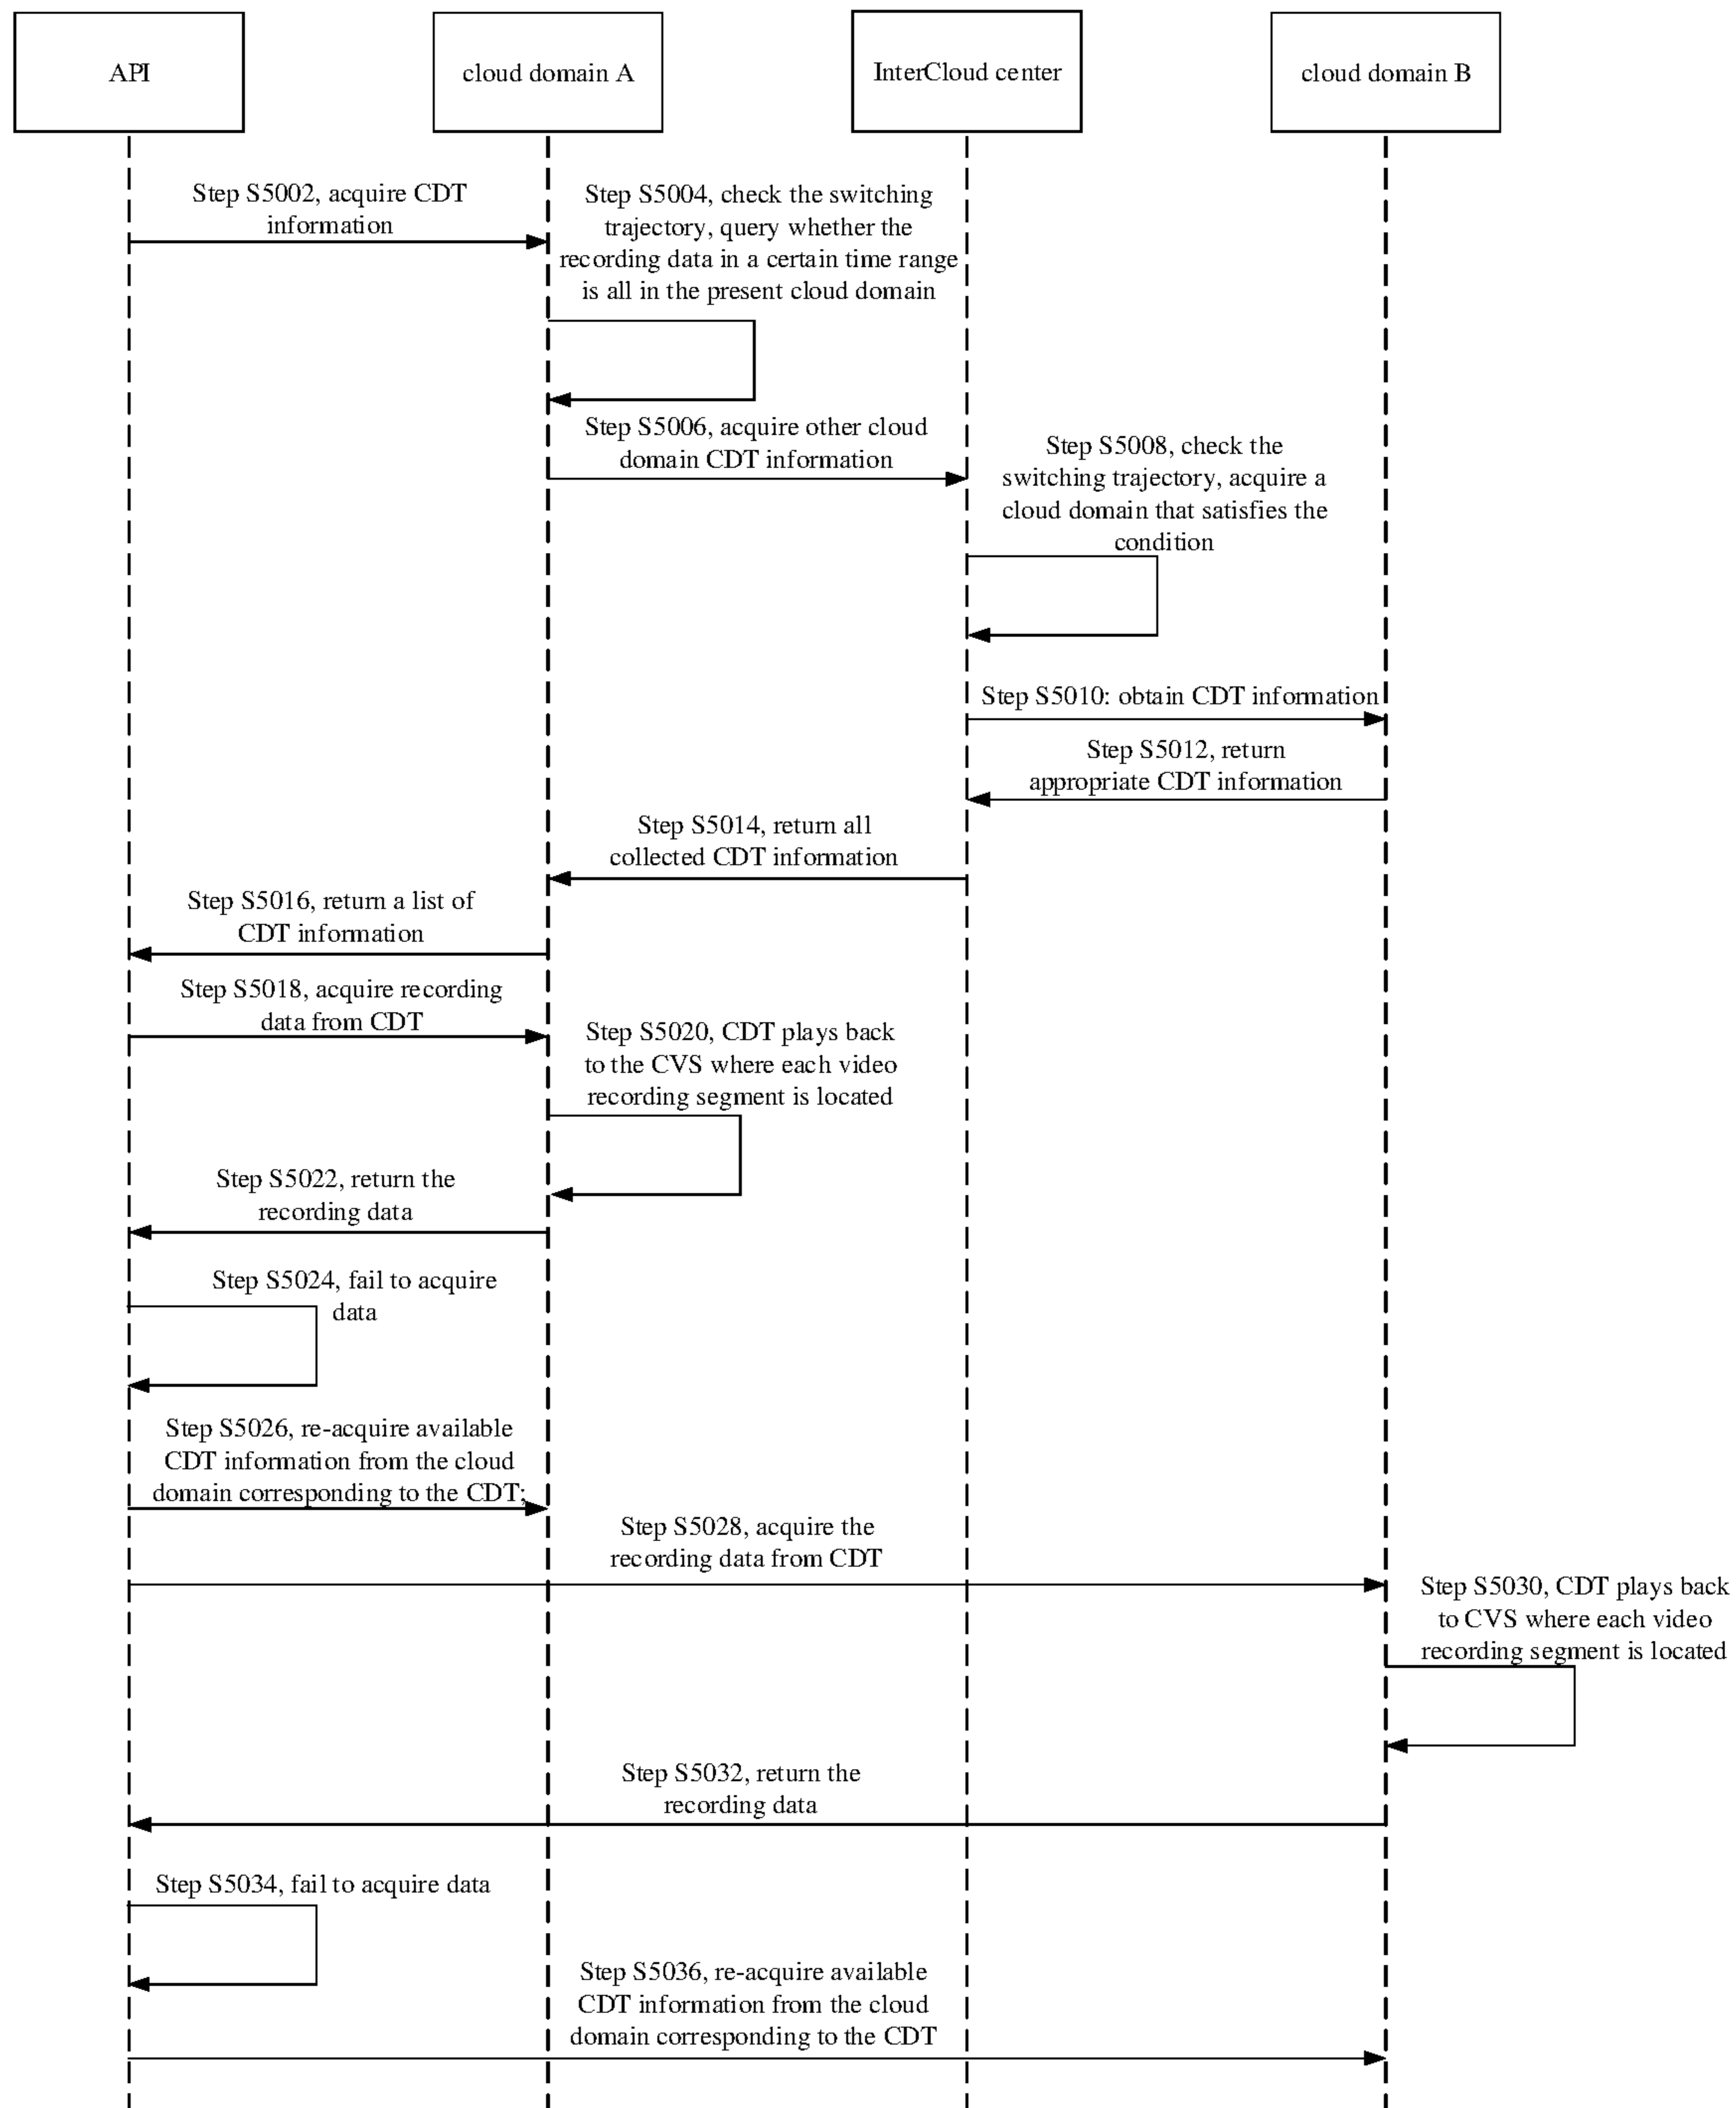 API
cloud domain A
InterCloud center
cloud domain B
Step S5002, acquire CDT
information
Step S5004, check the switching
trajectory, query whether the
recording data in a certain time range
is all in the present cloud domain
Step S5006, acquire other cloud
domain CDT information
Step S5008, check the
switching trajectory, acquire a
cloud domain that satisfies the
condition
Step S5010: obtain CDT information
Step S5012, return
appropriate CDT information
Step S5014, return all
collected CDT information
Step S5016, return a list of
CDT information
Step S5018, acquire recording
data from CDT
Step S5020, CDT plays back
to the CVS where each video
recording segment is located
Step S5022, return the
recording data
Step S5024, fail to acquire
data
Step S5026, re-acquire available
CDT information from the cloud
domain corresponding to the CDT;
Step S5028, acquire the
recording data from CDT
Step S5030, CDT plays back
to CVS where each video
recording segment is located
Step S5032, return the
recording data
Step S5034, fail to acquire data
Step S5036, re-acquire available
CDT information from the cloud
domain corresponding to the CDT